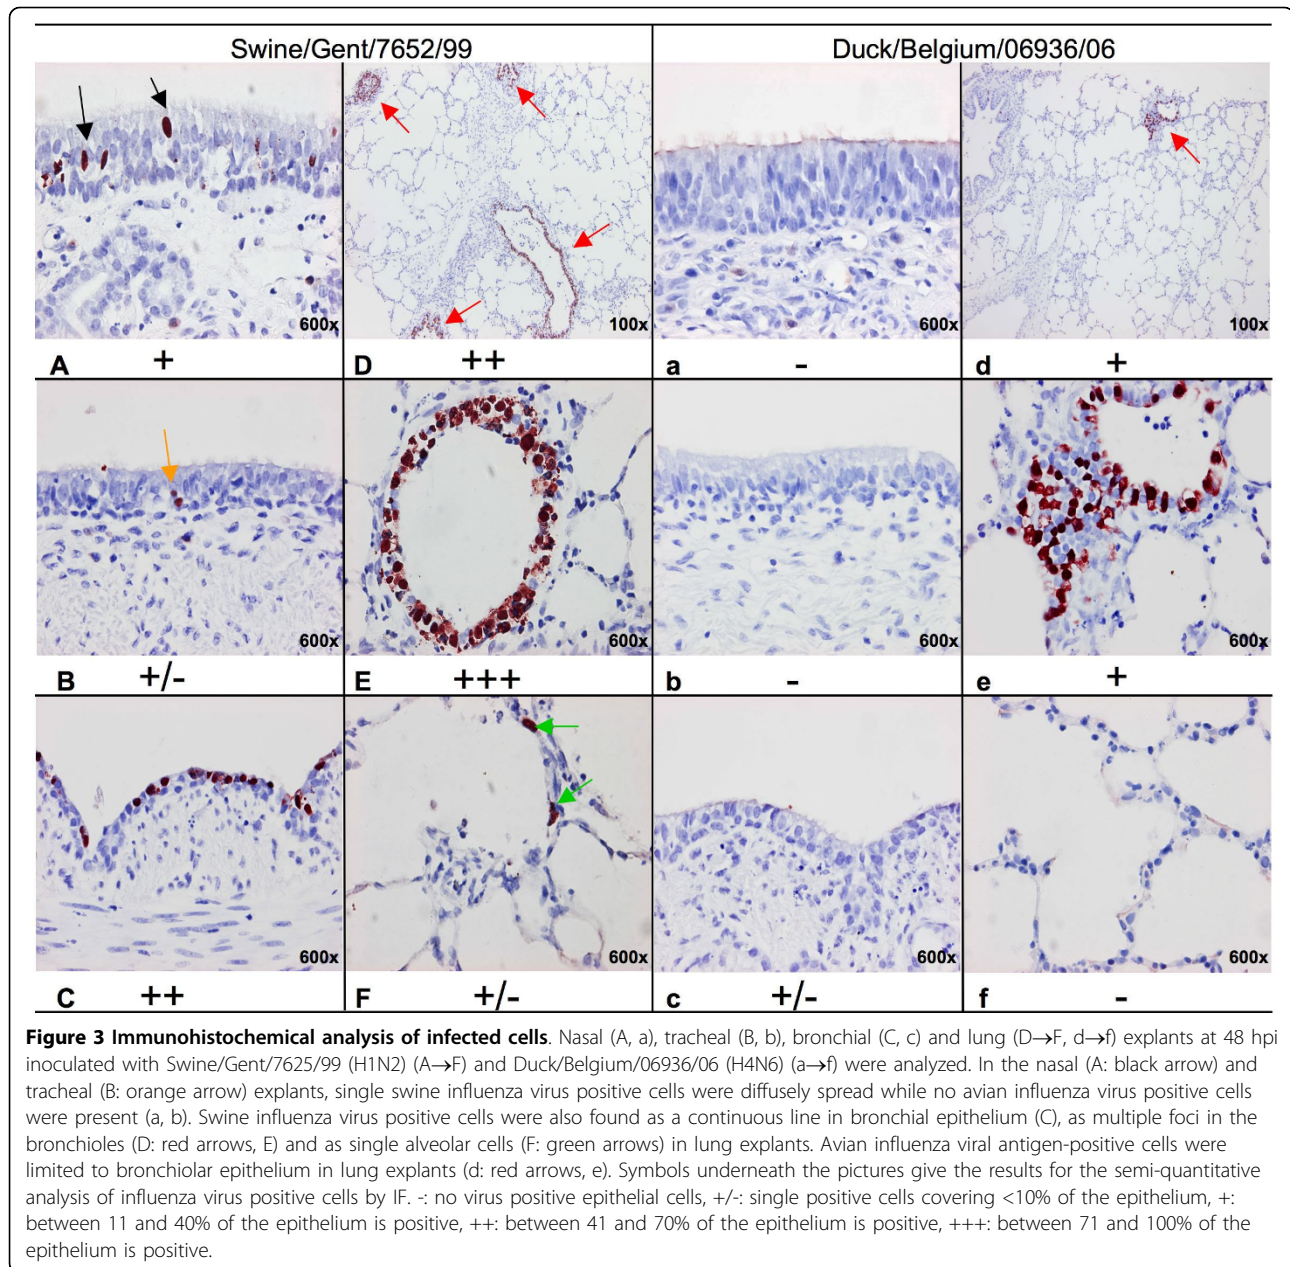 Swine/Gent/7652/99
Duck/Belgium/06936/06
600x
100x
600x
100x
A + D ++ a - d +
600x
600x
600x
600x
B +/- E +++ b - e +
600x
600x
600x
600x
C ++ F +/- c +/- f -
Figure 3 Immunohistochemical analysis of infected cells. Nasal (A, a), tracheal (B, b), bronchial (C, c) and lung (D→F, d→f) explants at 48 hpi
inoculated with Swine/Gent/7625/99 (H1N2) (A→F) and Duck/Belgium/06936/06 (H4N6) (a→f) were analyzed. In the nasal (A: black arrow) and
tracheal (B: orange arrow) explants, single swine influenza virus positive cells were diffusely spread while no avian influenza virus positive cells
were present (a, b). Swine influenza virus positive cells were also found as a continuous line in bronchial epithelium (C), as multiple foci in the
bronchioles (D: red arrows, E) and as single alveolar cells (F: green arrows) in lung explants. Avian influenza viral antigen-positive cells were
limited to bronchiolar epithelium in lung explants (d: red arrows, e). Symbols underneath the pictures give the results for the semi-quantitative
analysis of influenza virus positive cells by IF. -: no virus positive epithelial cells, +/-: single positive cells covering <10% of the epithelium, +:
between 11 and 40% of the epithelium is positive, ++: between 41 and 70% of the epithelium is positive, +++: between 71 and 100% of the
epithelium is positive.